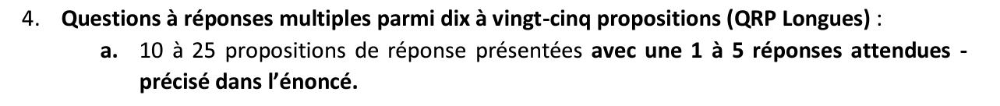 4. Questions à réponses multiples parmi dix à vingt-cinq propositions (QRP Longues) :
a. 10 à 25 propositions de réponse présentées avec une 1 à 5 réponses attendues -
précisé dans l’énoncé.